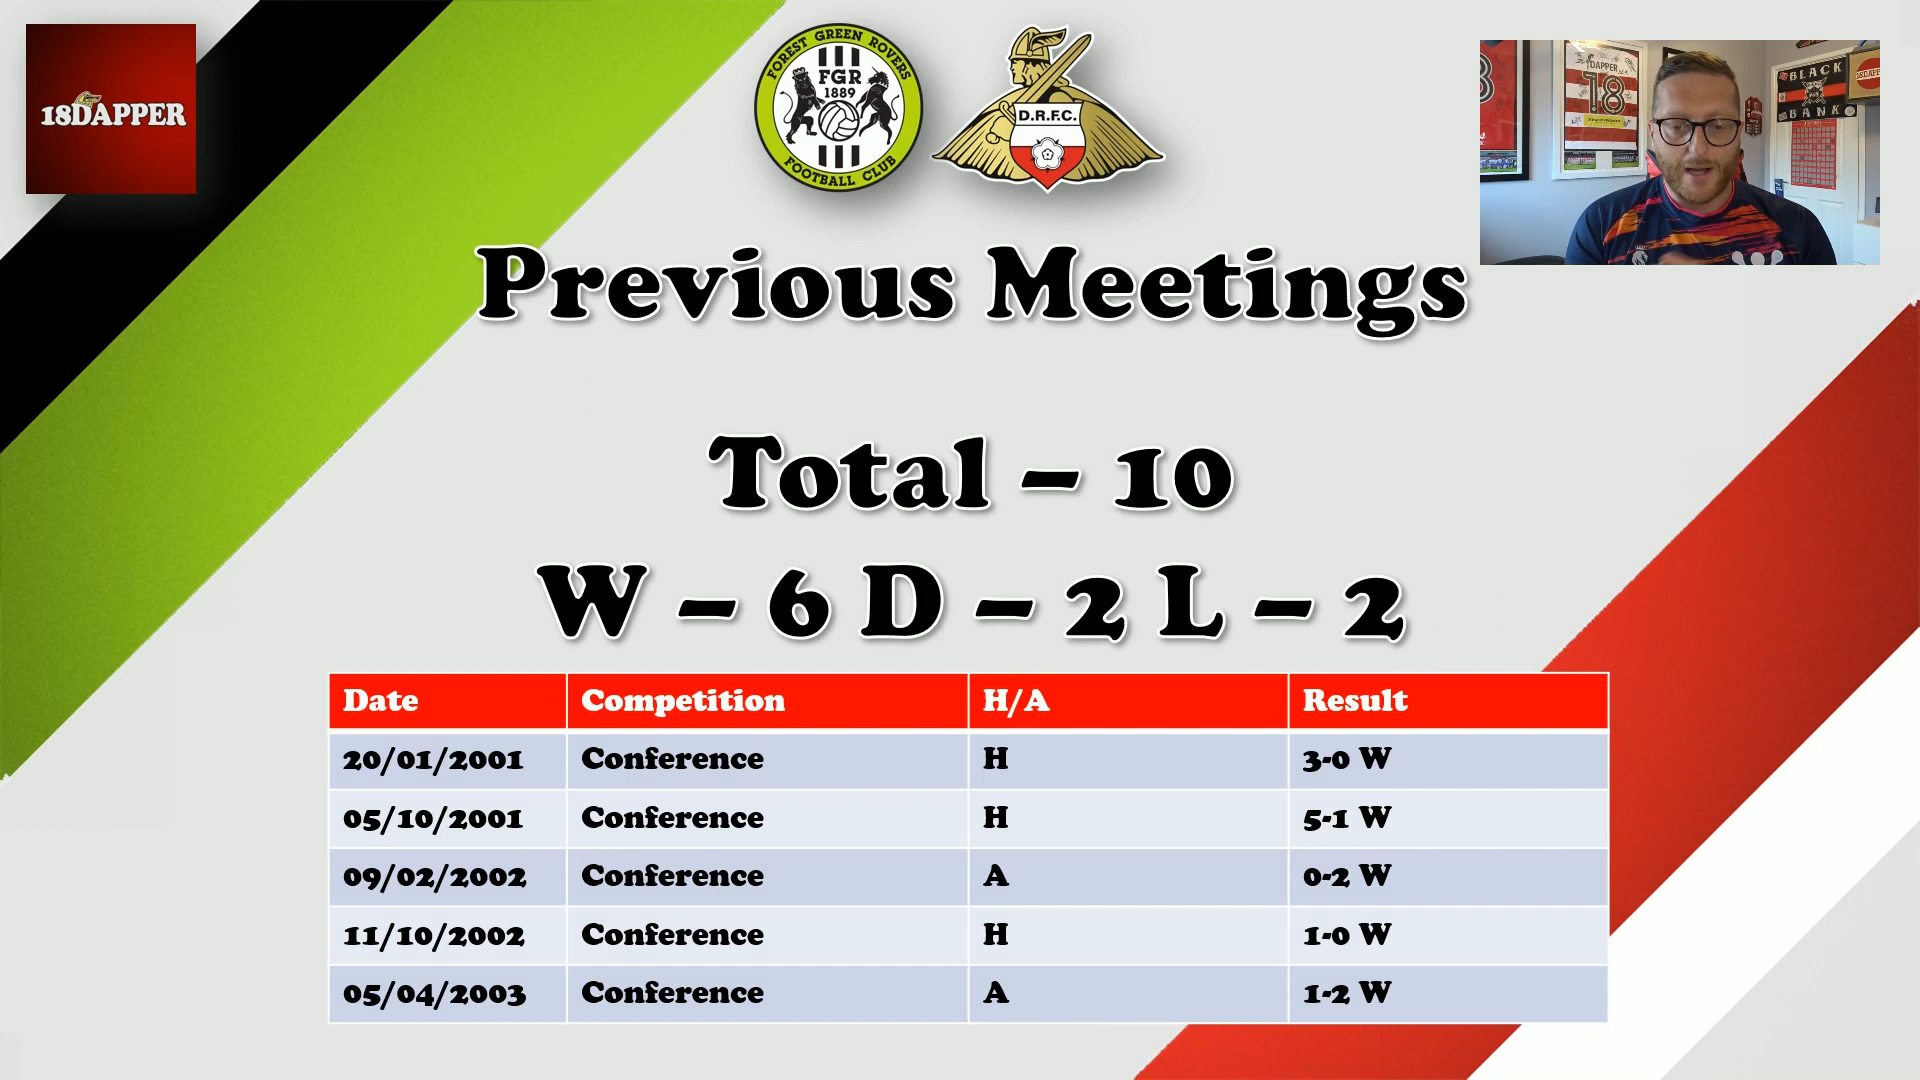 18DAPPER
FOREST GREEN ROVERS
FGR
1889
FOOTBALL CLUB
D.R.F.C.
DAPPER
18
BLACK
BANK
Previous Meetings
Total – 10
W – 6 D – 2 L – 2
Date Competition H/A Result
20/01/2001 Conference H 3-0 W
05/10/2001 Conference H 5-1 W
09/02/2002 Conference A 0-2 W
11/10/2002 Conference H 1-0 W
05/04/2003 Conference A 1-2 W